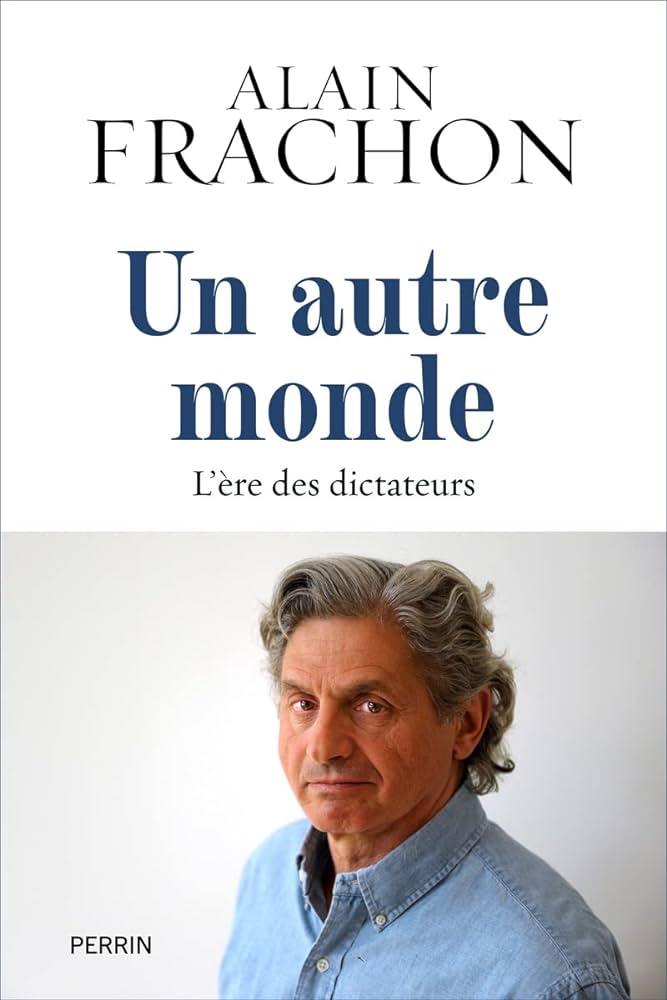 ALAIN
FRACHON
Un autre
monde
L'ère des dictateurs
PERRIN